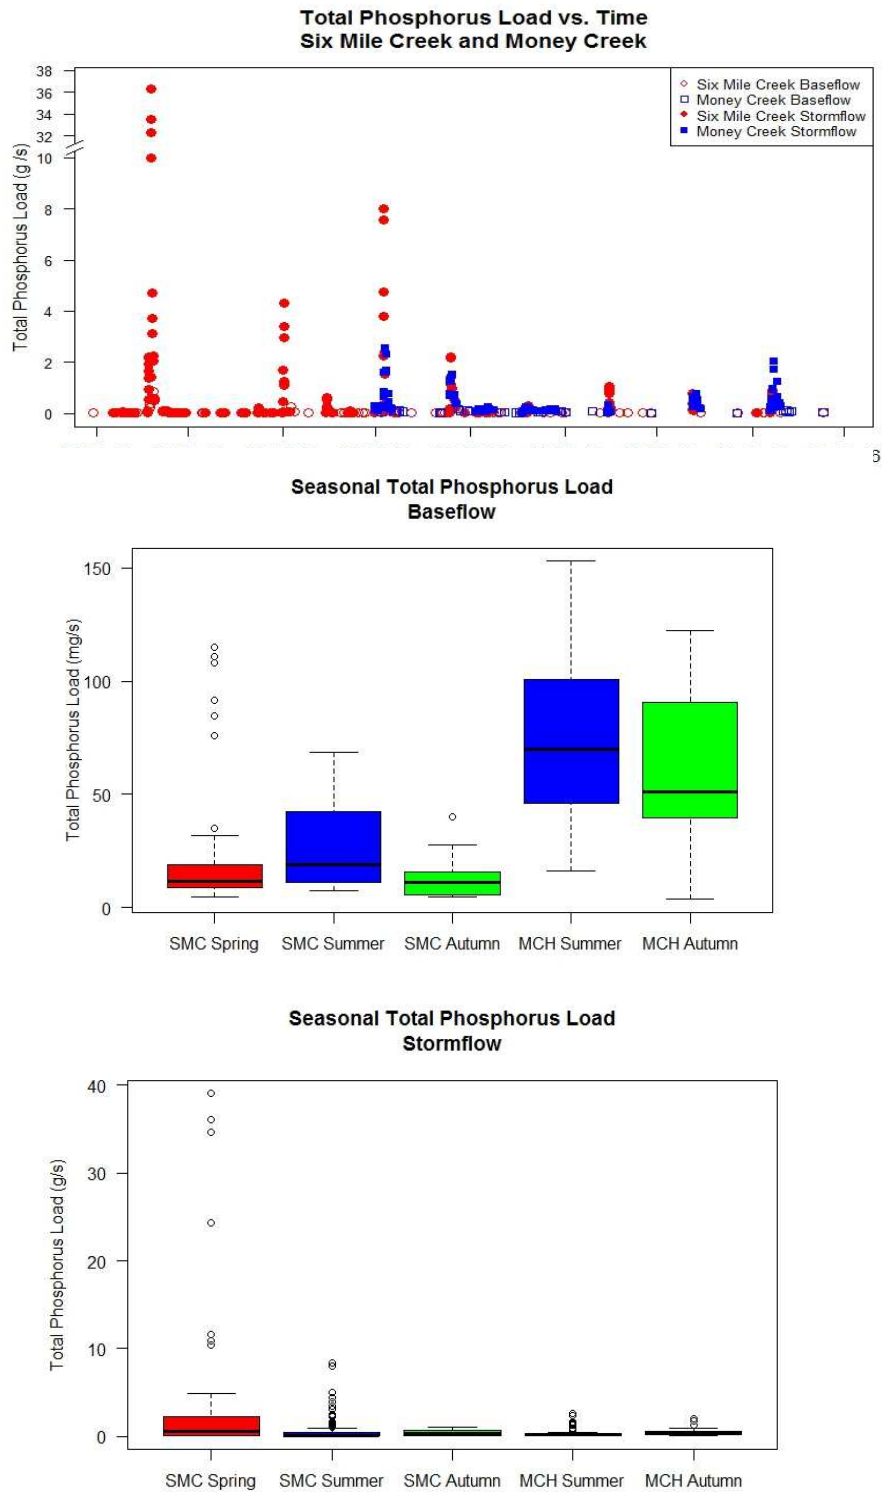 Total Phosphorus Load vs. Time
Six Mile Creek and Money Creek
Total Phosphorus Load (g /s)
38
36
34
32
10
8
6
4
2
0
Six Mile Creek Baseflow
Money Creek Baseflow
Six Mile Creek Stormflow
Money Creek Stormflow
6
Seasonal Total Phosphorus Load
Baseflow
Total Phosphorus Load (mg/s)
150
100
50
0
SMC Spring SMC Summer SMC Autumn MCH Summer MCH Autumn
Seasonal Total Phosphorus Load
Stormflow
Total Phosphorus Load (g/s)
40
30
20
10
0
SMC Spring SMC Summer SMC Autumn MCH Summer MCH Autumn